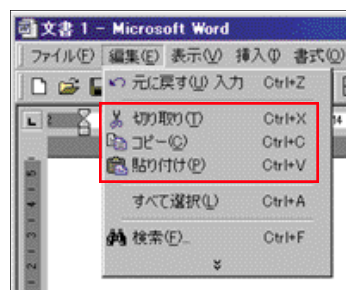 文書 1 - Microsoft Word
ファイル(F) 編集(E) 表示(V) 挿入(I) 書式(O)
元に戻す(U) 入力 Ctrl+Z
切り取り(T) Ctrl+X
コピー(C) Ctrl+C
貼り付け(P) Ctrl+V
すべて選択(L) Ctrl+A
検索(F)... Ctrl+F
L 2 14